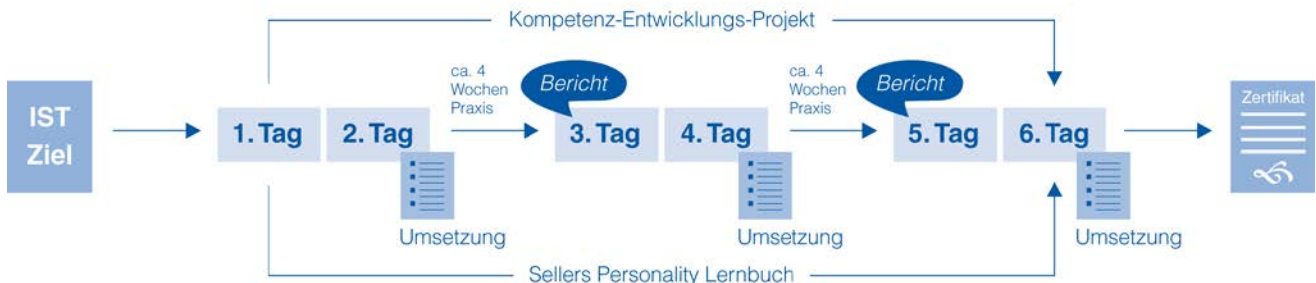 Kompetenz-Entwicklungs-Projekt
IST
Ziel
1. Tag
2. Tag
Umsetzung
ca. 4
Wochen
Praxis
Bericht
3. Tag
4. Tag
Umsetzung
ca. 4
Wochen
Praxis
Bericht
5. Tag
6. Tag
Umsetzung
Zertifikat
Sellers Personality Lernbuch